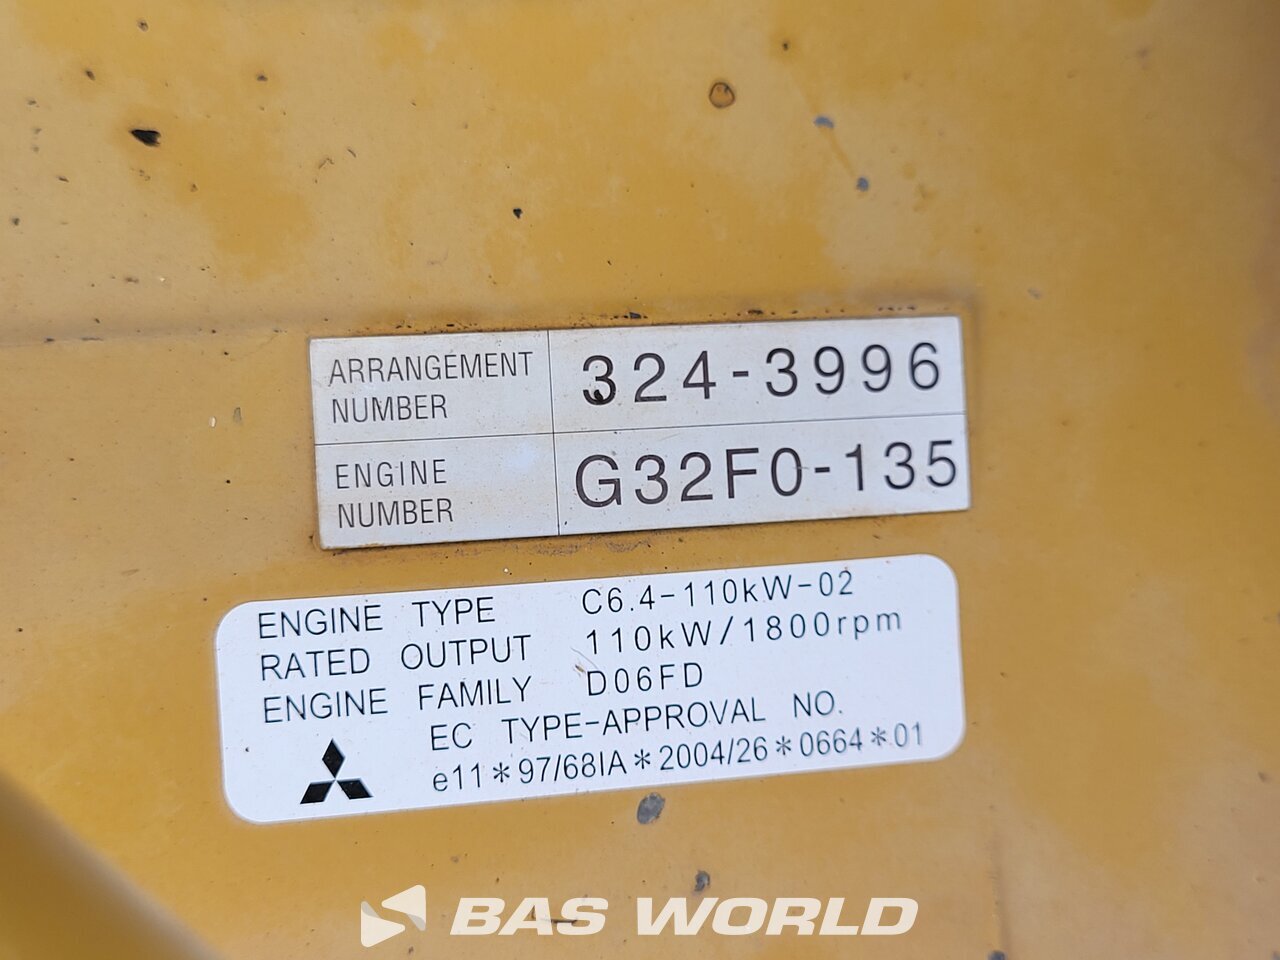 ARRANGEMENT NUMBER 324-3996
ENGINE NUMBER G32F0-135
ENGINE TYPE C6.4-110kW-02
RATED OUTPUT 110kW/1800rpm
ENGINE FAMILY D06FD
EC TYPE-APPROVAL NO.
e11*97/68IA*2004/26*0664*01
BAS WORLD